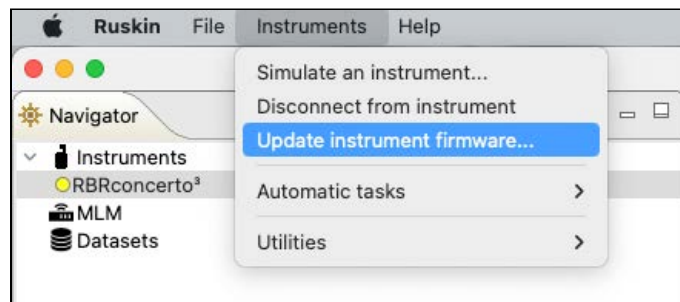 Ruskin File Instruments Help
Simulate an instrument...
Disconnect from instrument
Update instrument firmware...
Automatic tasks
Utilities
Navigator
Instruments
RBRconcerto³
MLM
Datasets